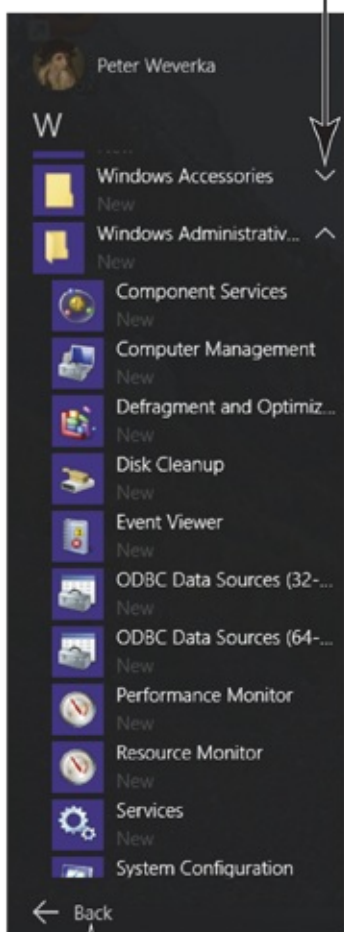 Peter Weverka
W
New
Windows Accessories
New
Windows Administrativ...
New
Component Services
New
Computer Management
New
Defragment and Optimiz...
New
Disk Cleanup
New
Event Viewer
New
ODBC Data Sources (32-...
New
ODBC Data Sources (64-...
New
Performance Monitor
New
Resource Monitor
New
Services
New
System Configuration
Back